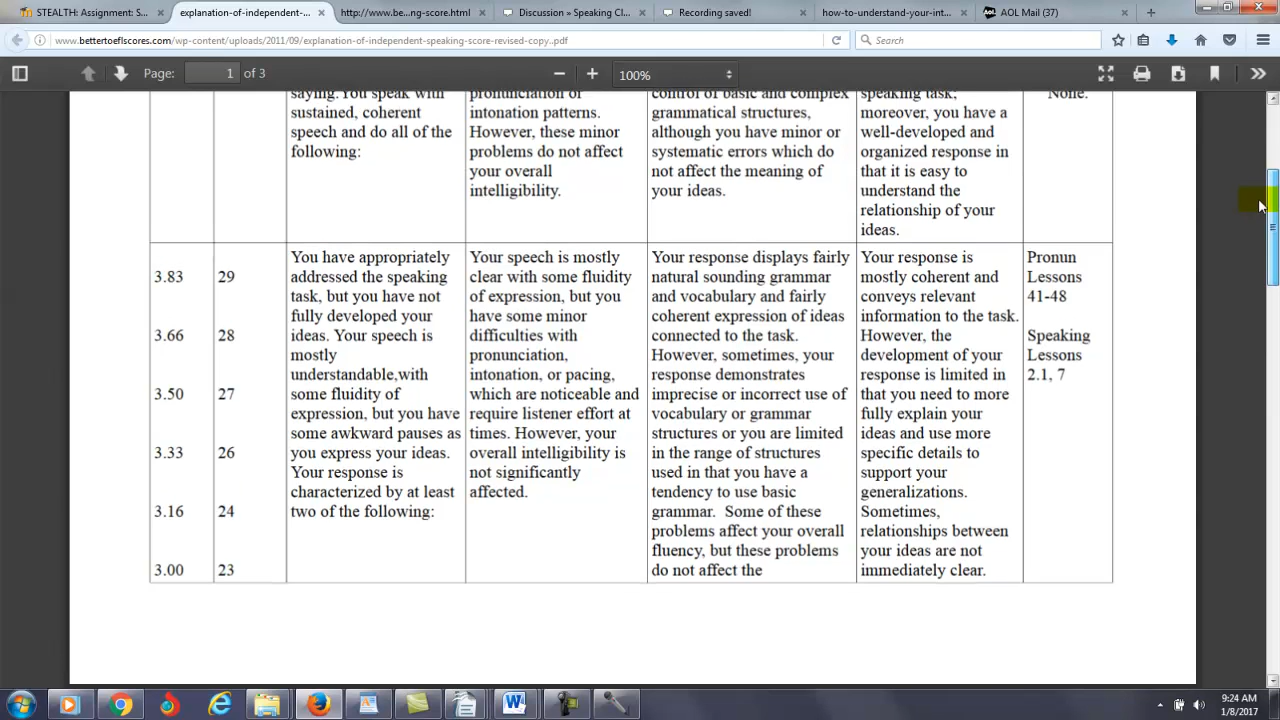 STEALTH: Assignment: S...
explanation-of-independent-...
http://www.be...ng-score.html
Discussion » Speaking Cl...
Recording saved!
how-to-understand-your-int...
AOL Mail (37)
www.bettertoeflscores.com/wp-content/uploads/2011/09/explanation-of-independent-speaking-score-revised-copy..pdf
Search
Page: 1 of 3
100%
saying. You speak with
sustained, coherent
speech and do all of the
following:
pronunciation or
intonation patterns.
However, these minor
problems do not affect
your overall
intelligibility.
control of basic and complex
grammatical structures,
although you have minor or
systematic errors which do
not affect the meaning of
your ideas.
speaking task;
moreover, you have a
well-developed and
organized response in
that it is easy to
understand the
relationship of your
ideas.
None.
3.83
3.66
3.50
3.33
3.16
3.00
29
28
27
26
24
23
You have appropriately
addressed the speaking
task, but you have not
fully developed your
ideas. Your speech is
mostly
understandable,with
some fluidity of
expression, but you have
some awkward pauses as
you express your ideas.
Your response is
characterized by at least
two of the following:
Your speech is mostly
clear with some fluidity
of expression, but you
have some minor
difficulties with
pronunciation,
intonation, or pacing,
which are noticeable and
require listener effort at
times. However, your
overall intelligibility is
not significantly
affected.
Your response displays fairly
natural sounding grammar
and vocabulary and fairly
coherent expression of ideas
connected to the task.
However, sometimes, your
response demonstrates
imprecise or incorrect use of
vocabulary or grammar
structures or you are limited
in the range of structures
used in that you have a
tendency to use basic
grammar. Some of these
problems affect your overall
fluency, but these problems
do not affect the
Your response is
mostly coherent and
conveys relevant
information to the task.
However, the
development of your
response is limited in
that you need to more
fully explain your
ideas and use more
specific details to
support your
generalizations.
Sometimes,
relationships between
your ideas are not
immediately clear.
Pronun
Lessons
41-48
Speaking
Lessons
2.1, 7
9:24 AM
1/8/2017